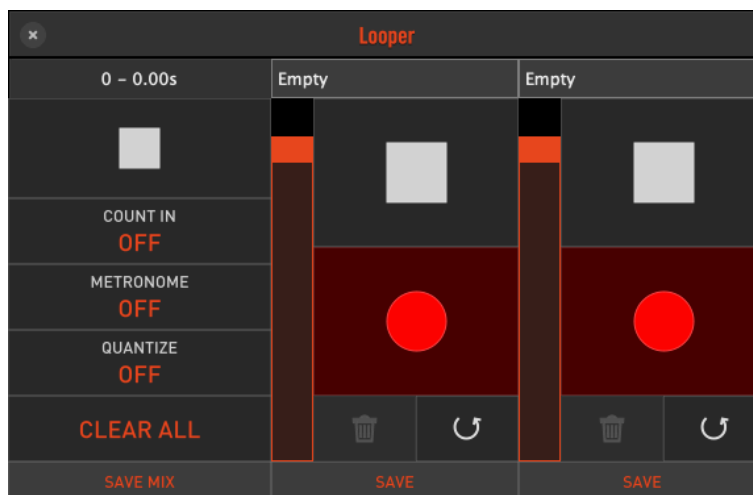 Looper
0 – 0.00s
Empty
Empty
COUNT IN
OFF
METRONOME
OFF
QUANTIZE
OFF
CLEAR ALL
SAVE MIX
SAVE
SAVE